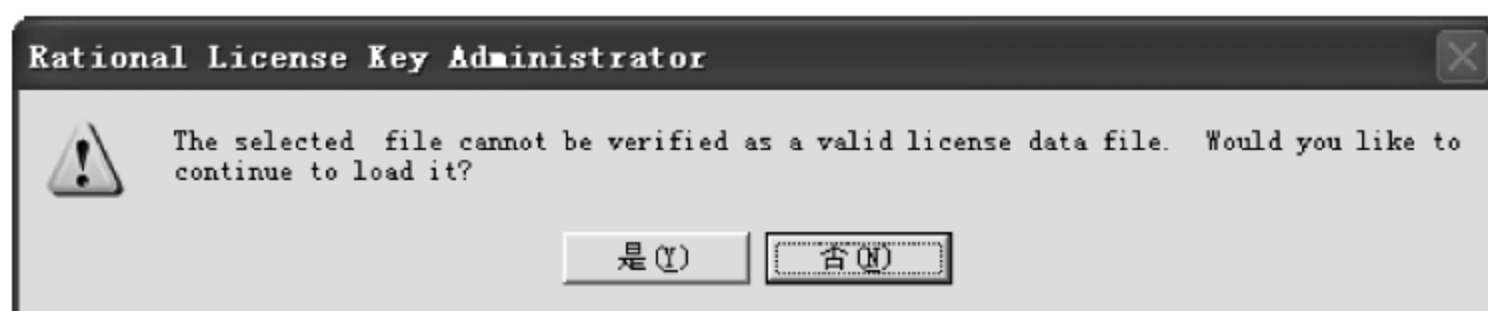 Rational License Key Administrator
The selected  file cannot be verified as a valid license data file.  Would you like to
continue to load it?
是(Y)
否(N)